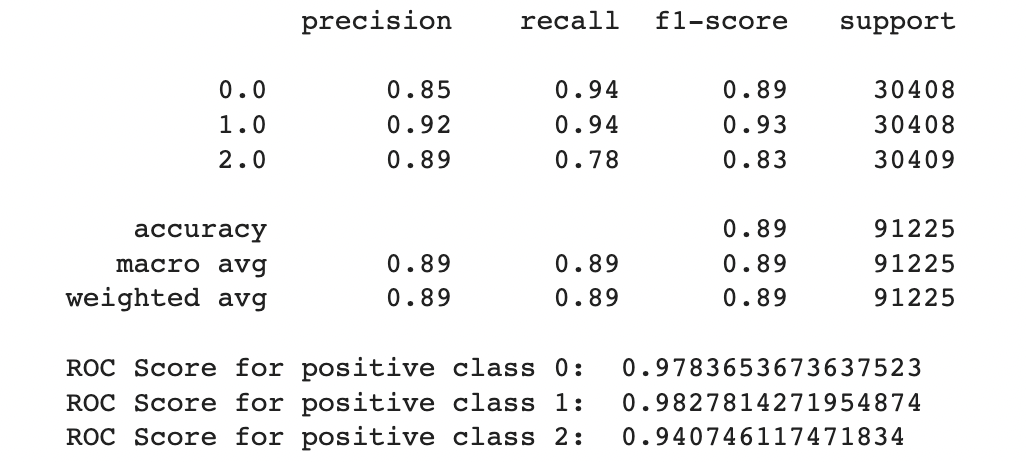 precision recall f1-score support
0.0 0.85 0.94 0.89 30408
1.0 0.92 0.94 0.93 30408
2.0 0.89 0.78 0.83 30409
accuracy 0.89 91225
macro avg 0.89 0.89 0.89 91225
weighted avg 0.89 0.89 0.89 91225
ROC Score for positive class 0: 0.9783653673637523
ROC Score for positive class 1: 0.9827814271954874
ROC Score for positive class 2: 0.940746117471834